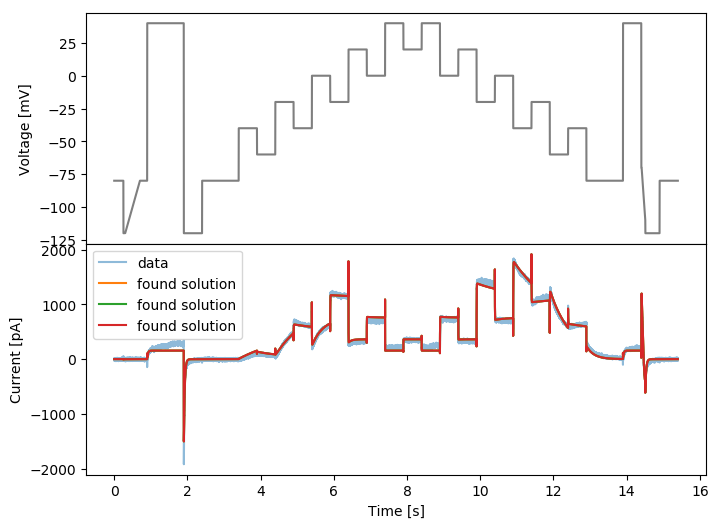 25
0
−25
−50
−75
−100
−125
Voltage [mV]
2000
1000
0
−1000
−2000
Current [pA]
data
found solution
found solution
found solution
0 2 4 6 8 10 12 14 16
Time [s]